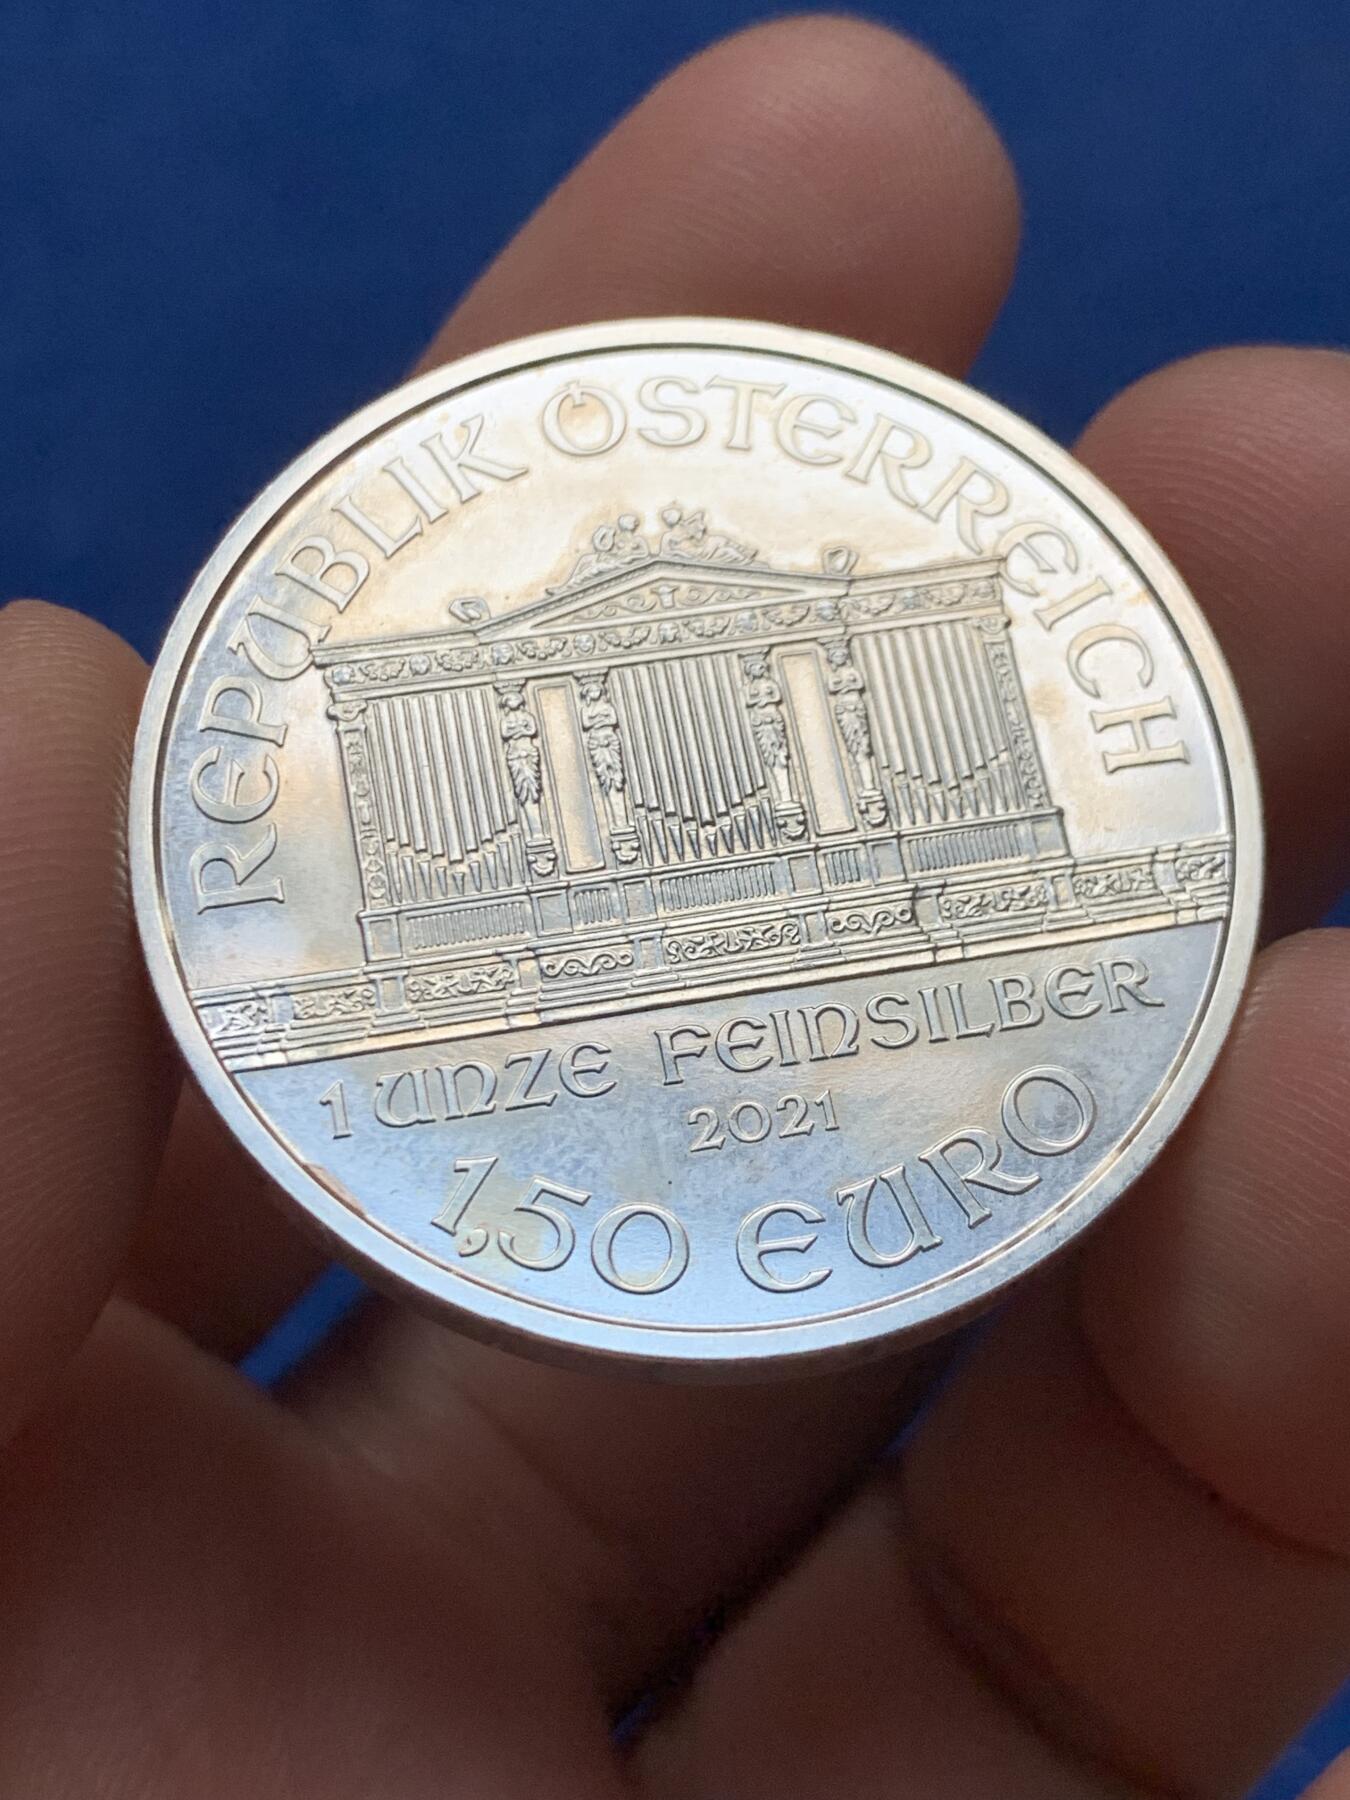 REPUBLIK ÖSTERREICH
1 UNZE FEINSILBER
2021
1,50 EURO